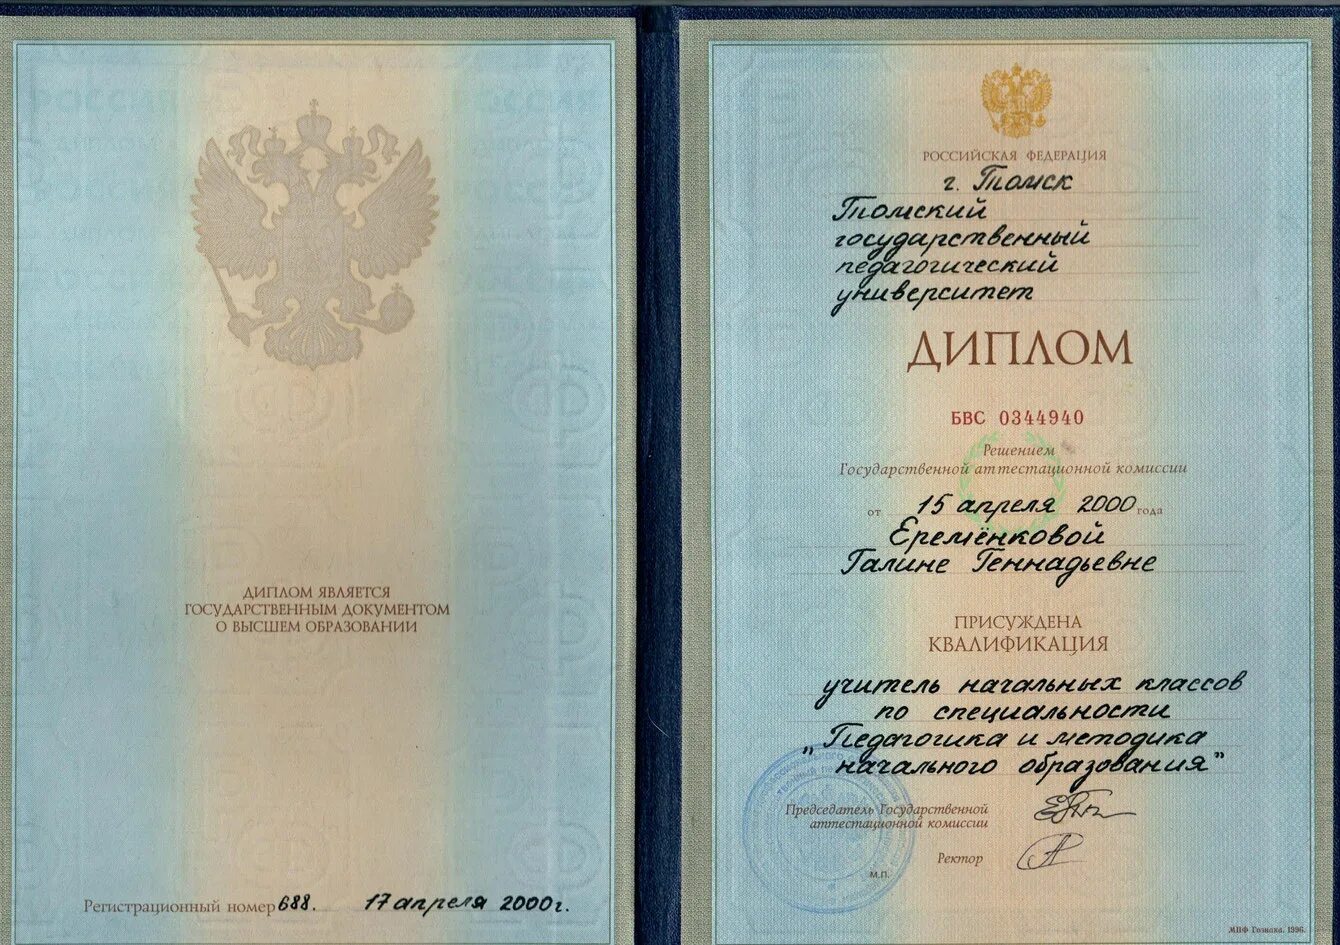 ДИПЛОМ ЯВЛЯЕТСЯ
ГОСУДАРСТВЕННЫМ ДОКУМЕНТОМ
О ВЫСШЕМ ОБРАЗОВАНИИ
Регистрационный номер 688. 17 апреля 2000г.
РОССИЙСКАЯ ФЕДЕРАЦИЯ
г. Томск
Томский
государственный
педагогический
университет
ДИПЛОМ
БВС 0344940
Решением
Государственной аттестационной комиссии
от 15 апреля 2000 года
Еремёнковой
Галине Геннадьевне
ПРИСУЖДЕНА
КВАЛИФИКАЦИЯ
учитель начальных классов
по специальности
„Педагогика и методика
начального образования"
Председатель Государственной
аттестационной комиссии
Ректор
М.П.
МПФ Гознака. 1996.